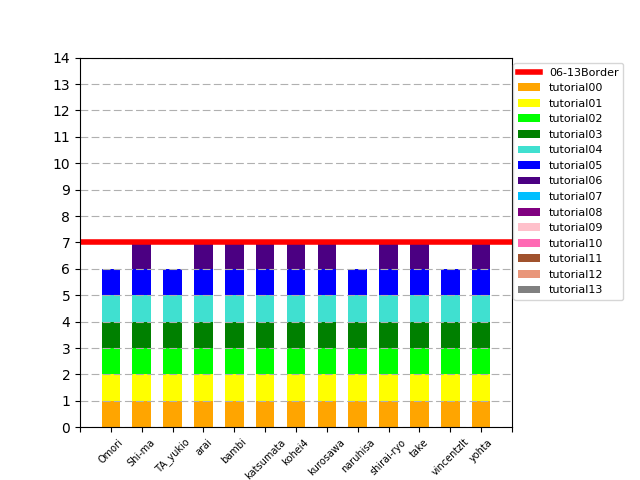 14
13
12
11
10
9
8
7
6
5
4
3
2
1
0
Omori
Shi-ma
TA_yukio
arai
bambi
katsumata
kohei4
kurosawa
naruhisa
shirai-ryo
take
vincentzlt
yohta
06-13Border
tutorial00
tutorial01
tutorial02
tutorial03
tutorial04
tutorial05
tutorial06
tutorial07
tutorial08
tutorial09
tutorial10
tutorial11
tutorial12
tutorial13